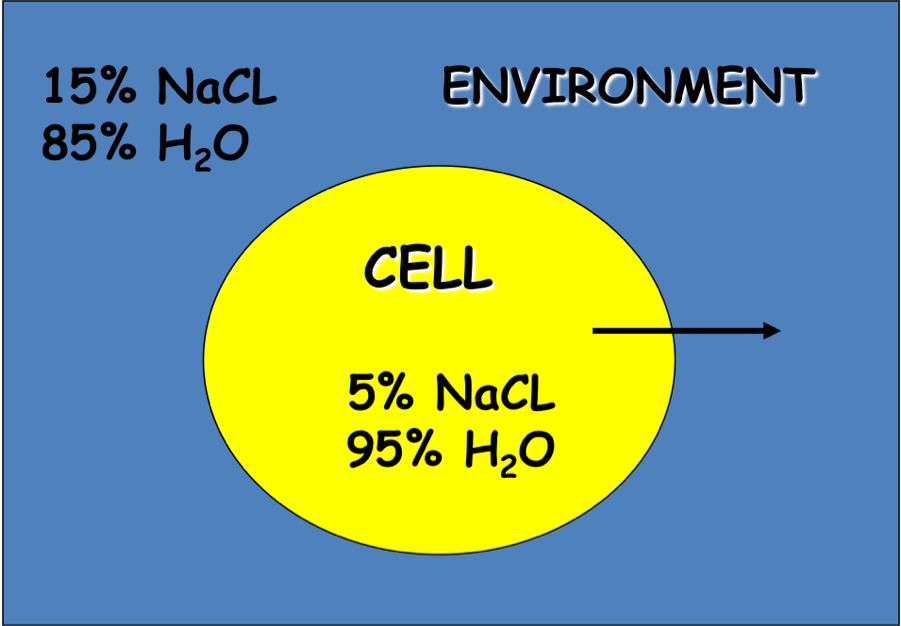 15% NaCL
85% H₂O
ENVIRONMENT
CELL
5% NaCL
95% H₂O